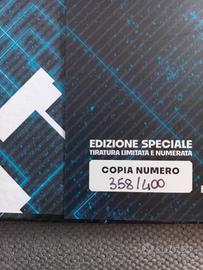 EDIZIONE SPECIALE
TIRATURA LIMITATA E NUMERATA
COPIA NUMERO
358/400